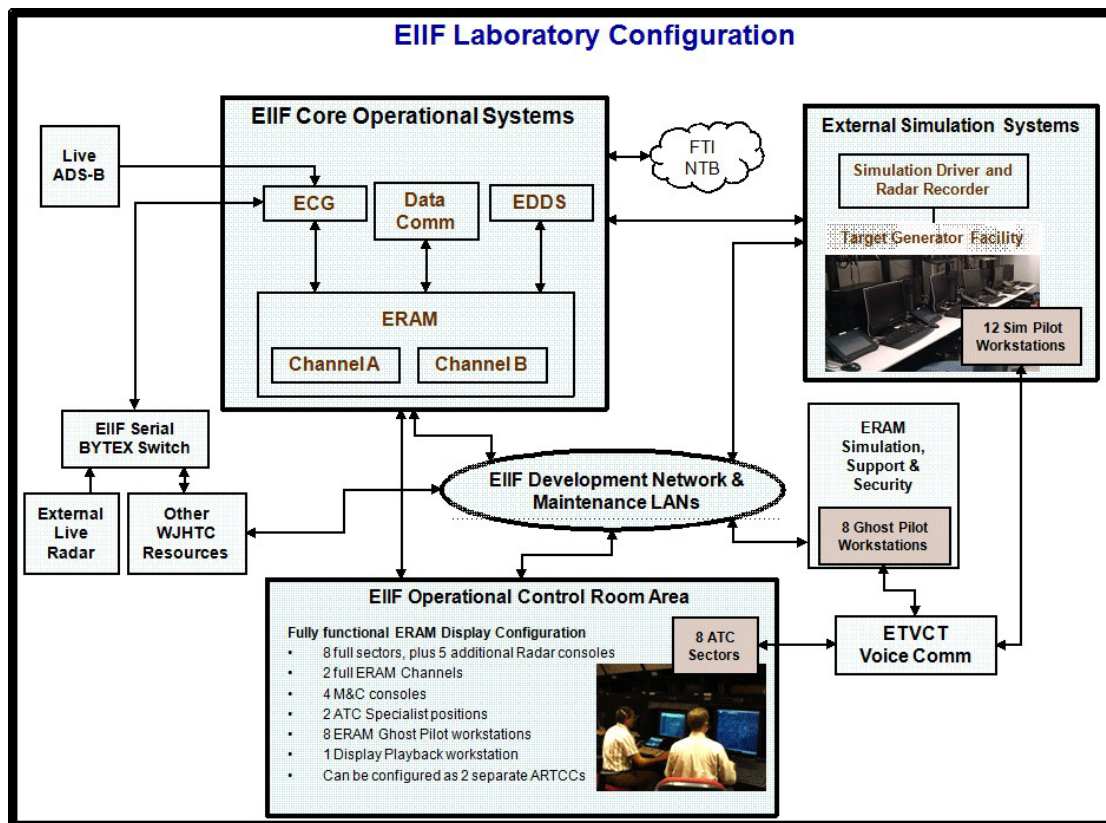 EIIF Laboratory Configuration
EIIF Core Operational Systems
Live
ADS-B
ECG
Data
Comm
EDDS
ERAM
Channel A
Channel B
FTI
NTB
External Simulation Systems
Simulation Driver and
Radar Recorder
Target Generator Facility
12 Sim Pilot
Workstations
EIIF Serial
BYTEX Switch
External
Live
Radar
Other
WJHTC
Resources
EIIF Development Network &
Maintenance LANs
ERAM
Simulation,
Support &
Security
8 Ghost Pilot
Workstations
EIIF Operational Control Room Area
Fully functional ERAM Display Configuration
• 8 full sectors, plus 5 additional Radar consoles
• 2 full ERAM Channels
• 4 M&C consoles
• 2 ATC Specialist positions
• 8 ERAM Ghost Pilot workstations
• 1 Display Playback workstation
• Can be configured as 2 separate ARTCCs
8 ATC
Sectors
ETVCT
Voice Comm